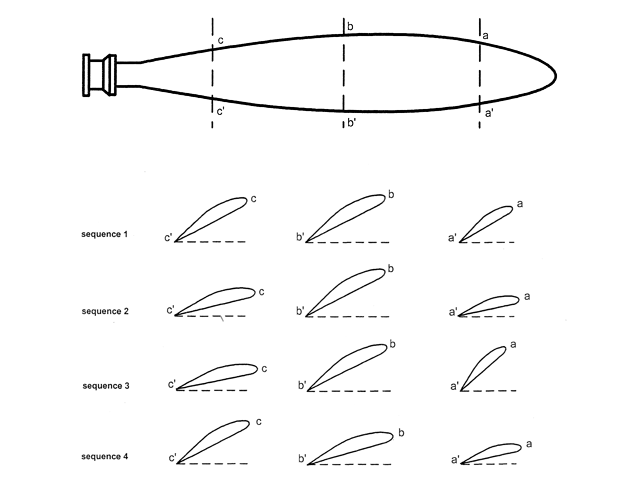 c b a
c' b' a'
sequence 1 c' c b' b a' a
sequence 2 c' c b' b a' a
sequence 3 c' c b' b a' a
sequence 4 c' c b' b a' a